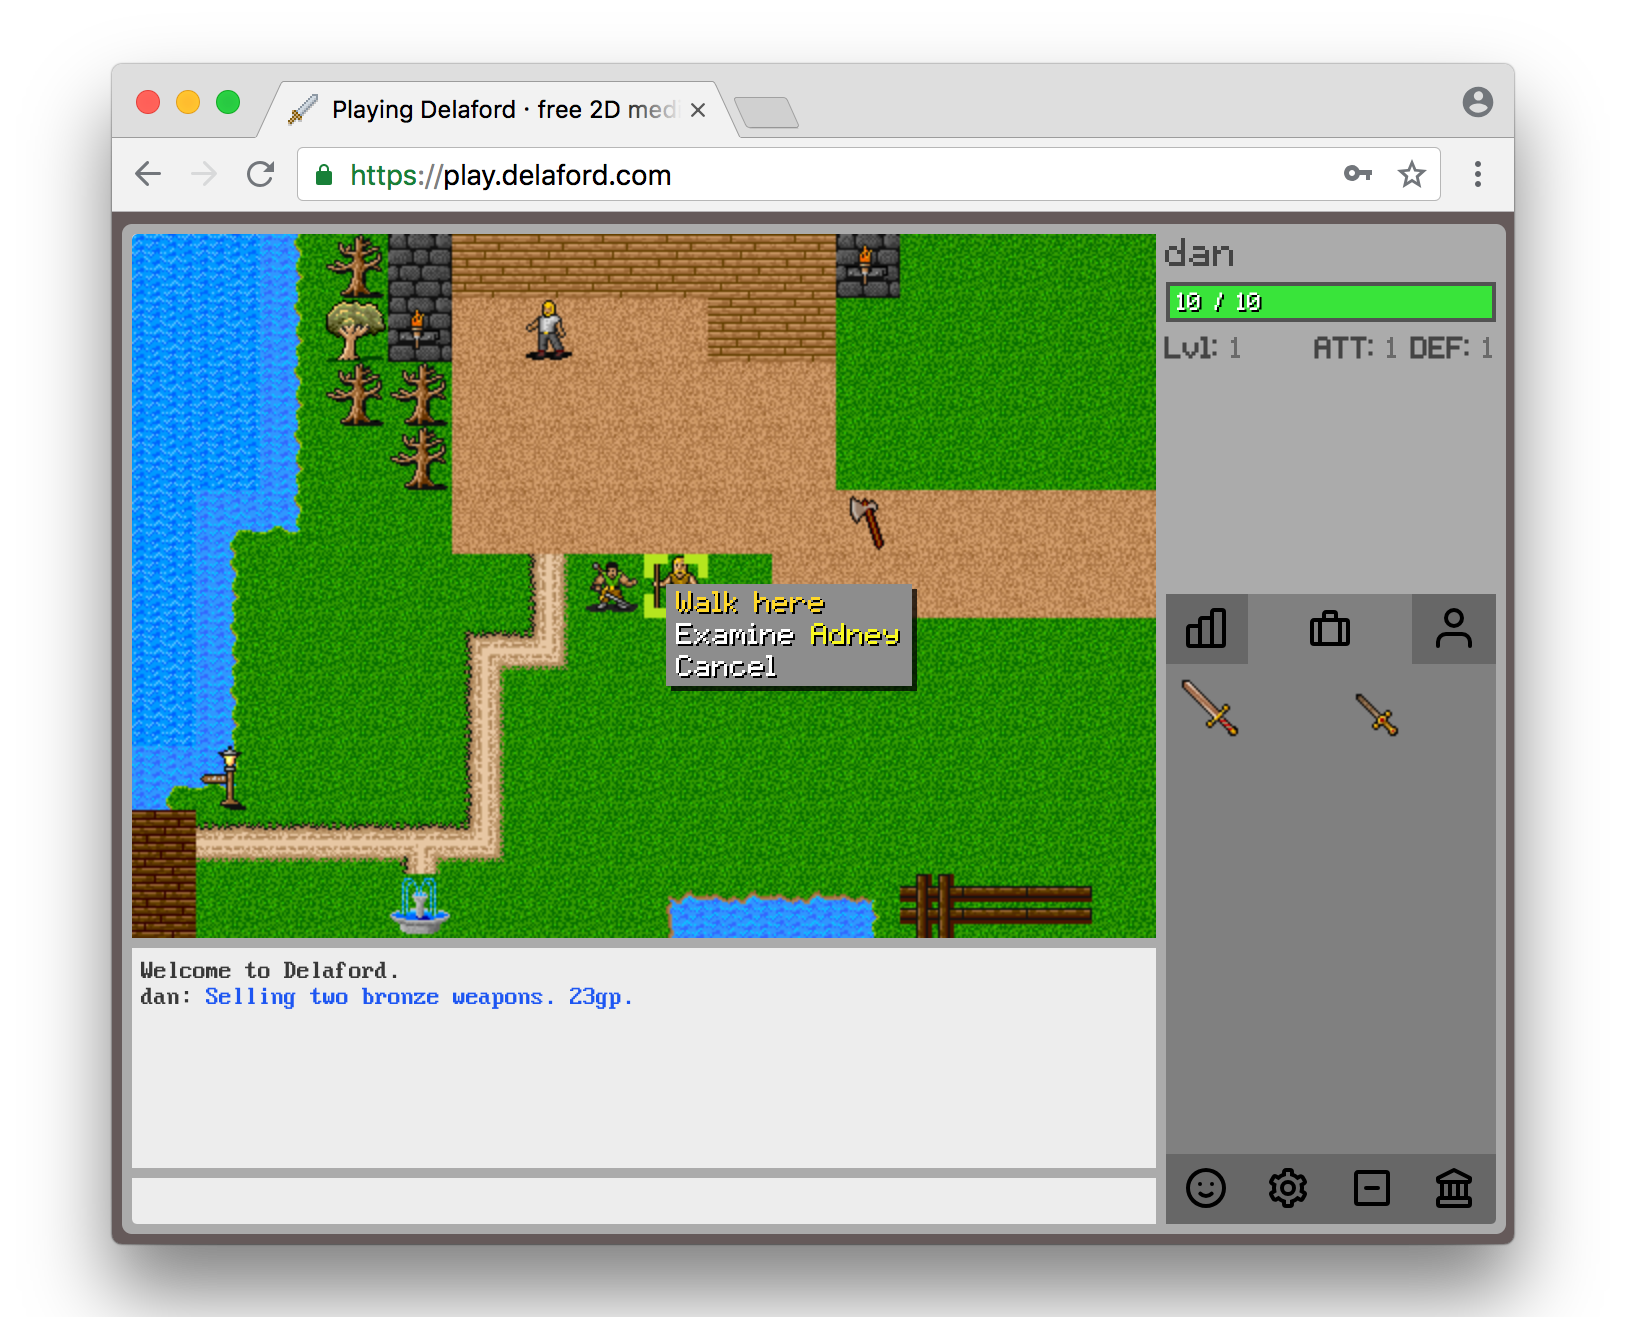 Playing Delaford · free 2D medi
https://play.delaford.com
dan
10 / 10
Lvl: 1 ATT: 1 DEF: 1
Walk here
Examine Adney
Cancel
Welcome to Delaford.
dan: Selling two bronze weapons. 23gp.